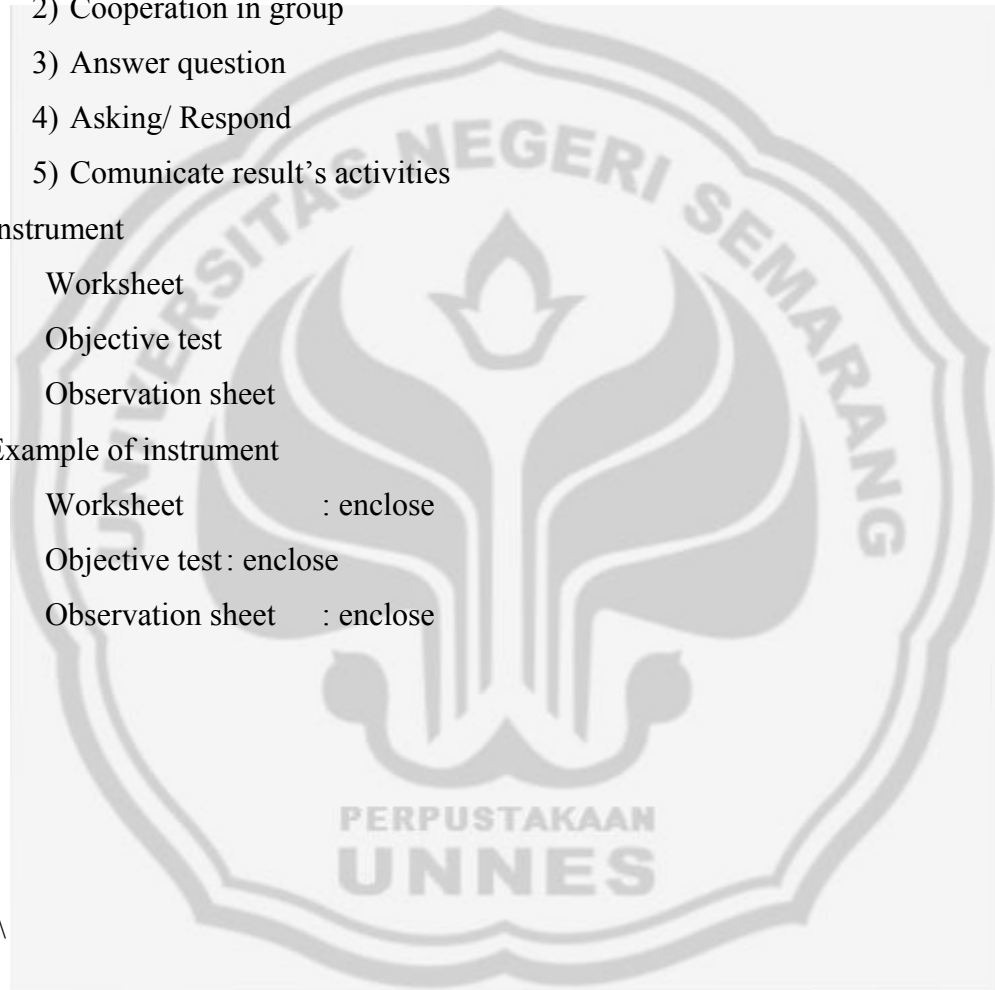 2) Cooperation in group
3) Answer question
4) Asking/ Respond
5) Comunicate result's activities
nstrument
Worksheet
Objective test
Observation sheet
Example of instrument
Worksheet : enclose
Objective test : enclose
Observation sheet : enclose
UNIVERSITAS NEGERI SEMARANG
PERPUSTAKAAN
UNNES
\